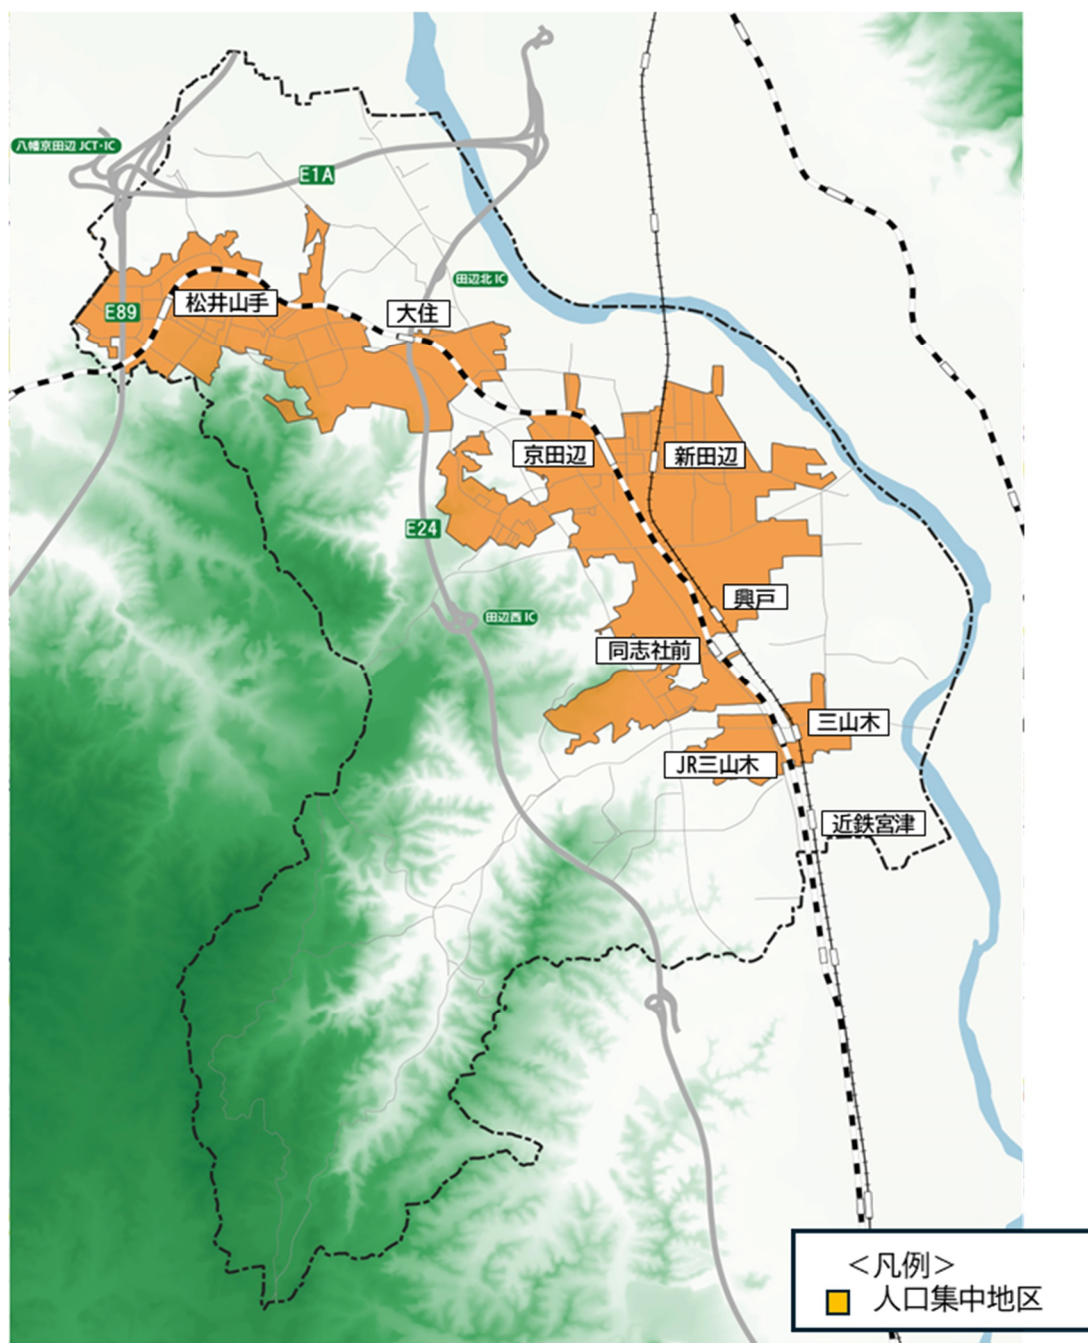 八幡京田辺 JCT・IC
E1A
田辺北 IC
松井山手
大住
E89
京田辺
新田辺
E24
興戸
田辺西 IC
同志社前
三山木
JR三山木
近鉄宮津
＜凡例＞
人口集中地区